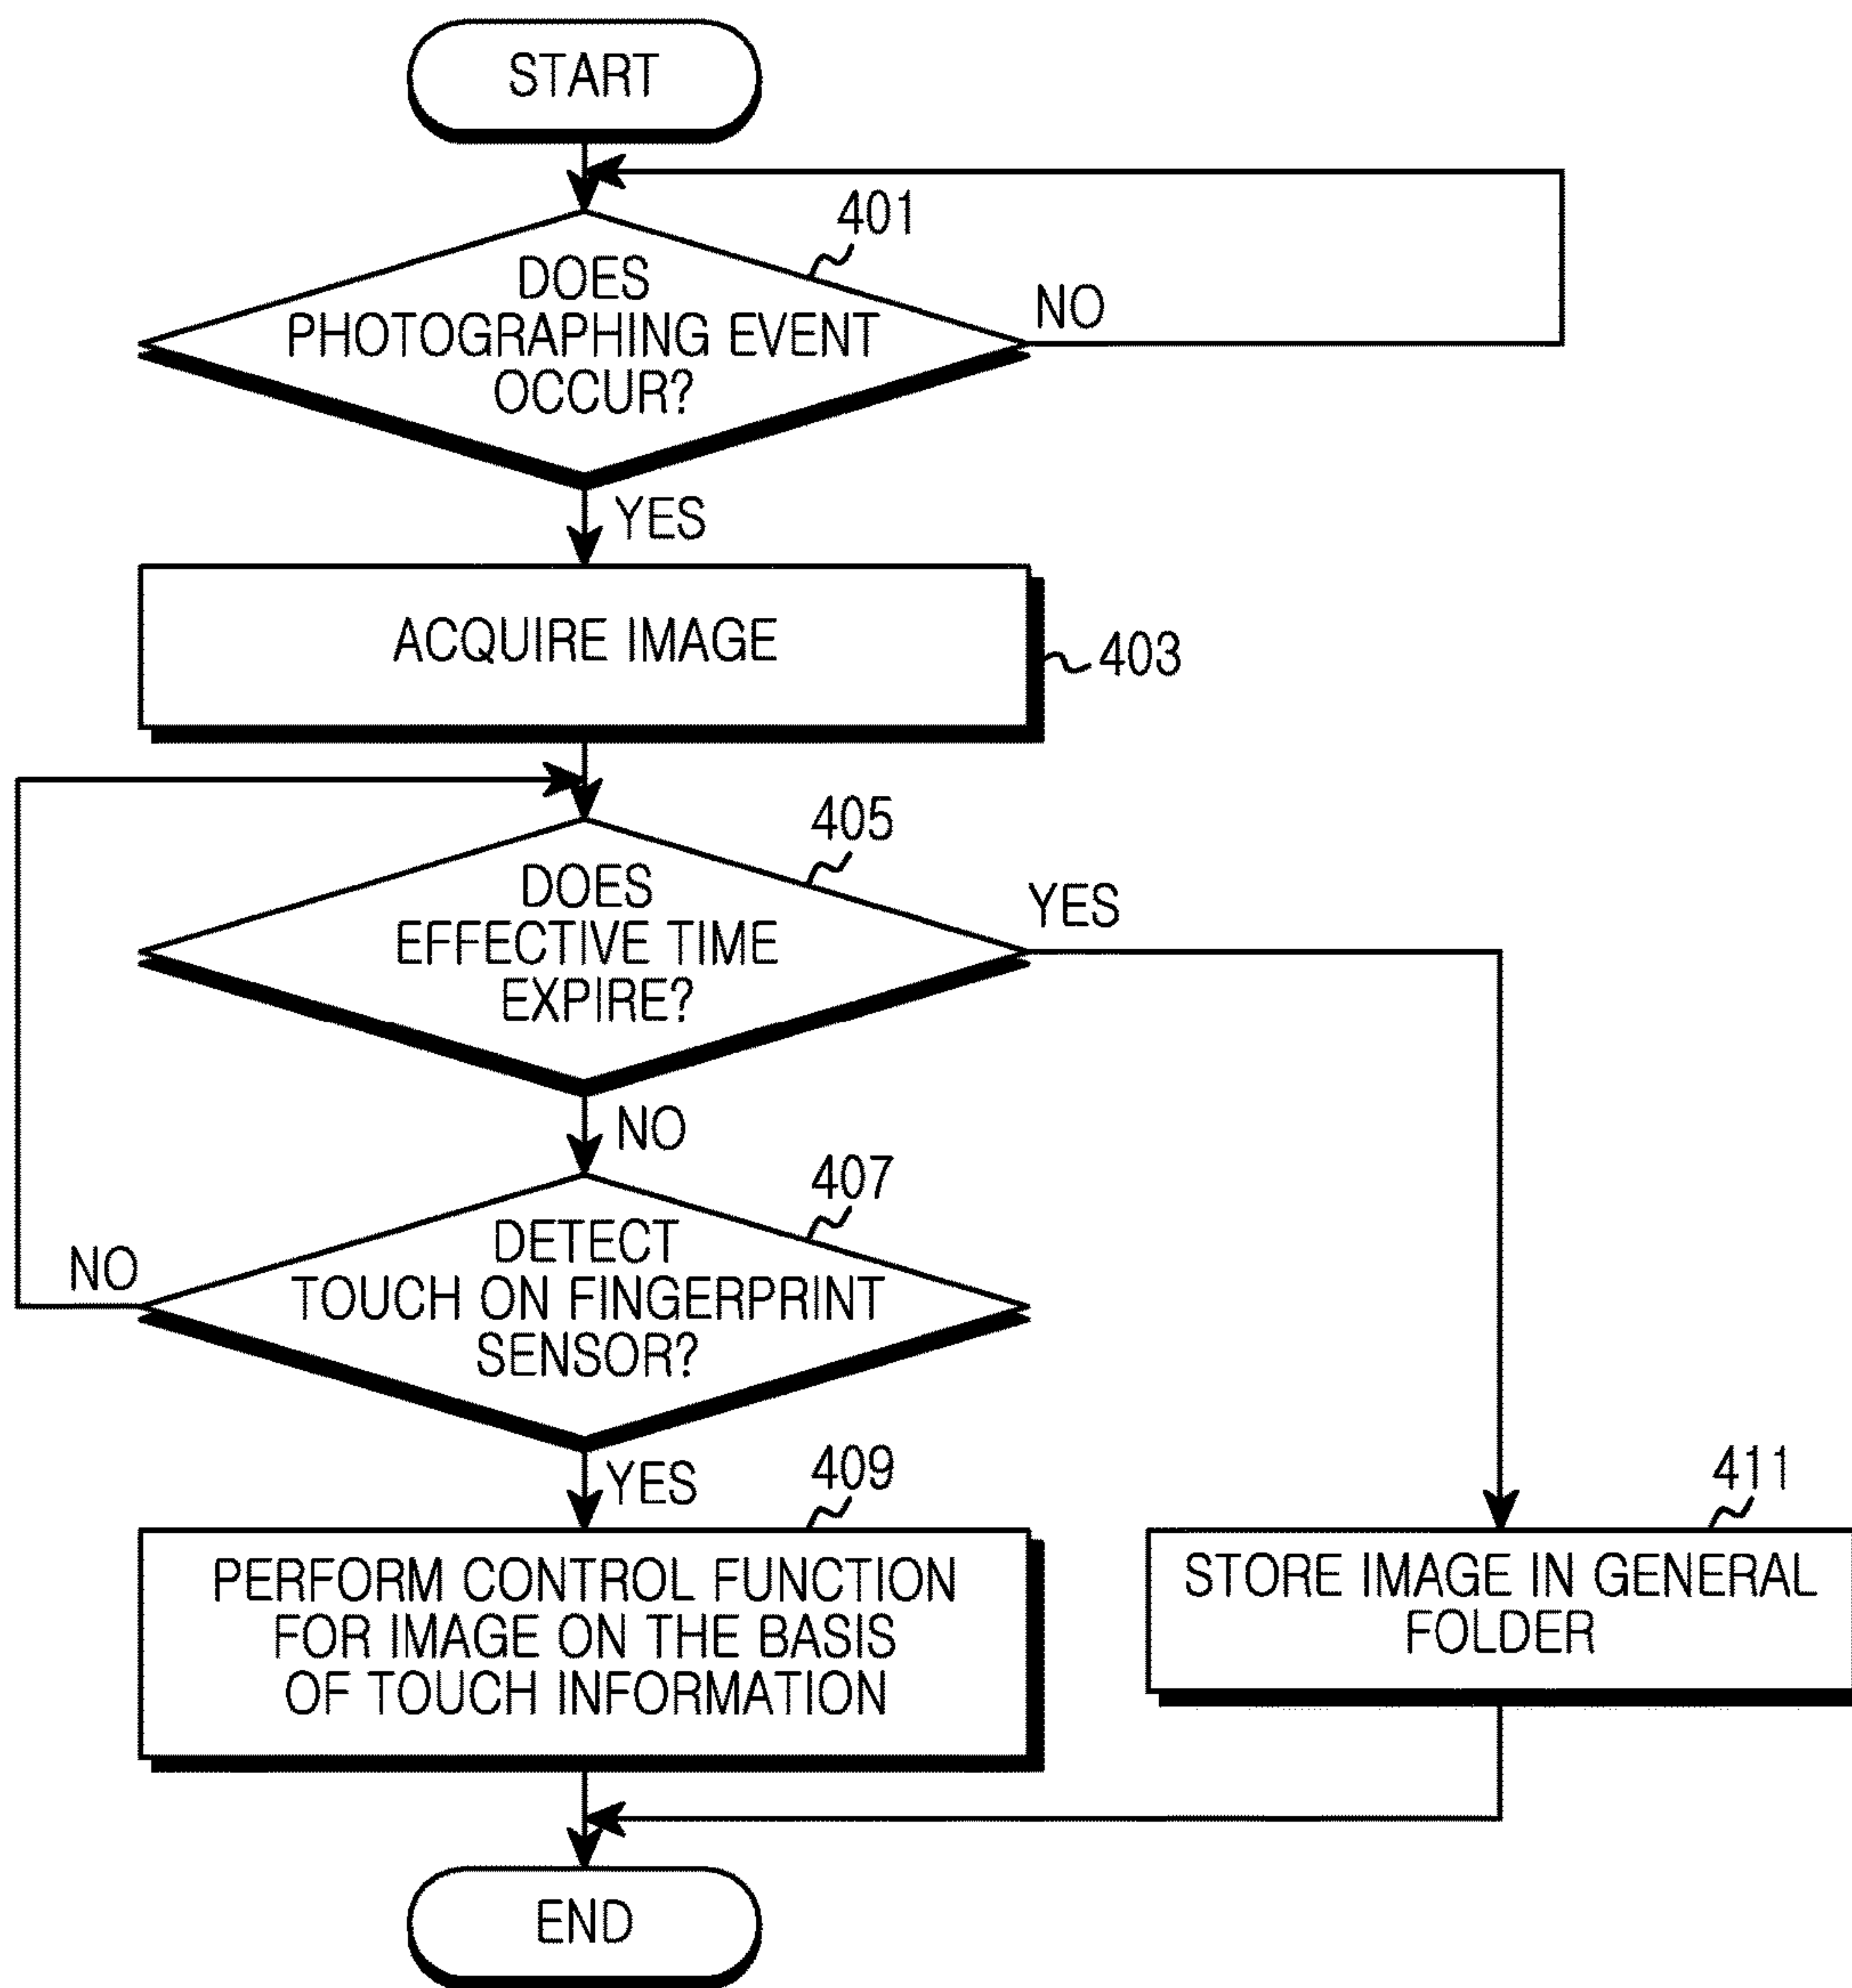 START
401
DOES
PHOTOGRAPHING EVENT
OCCUR?
NO
YES
ACQUIRE IMAGE
403
405
DOES
EFFECTIVE TIME
EXPIRE?
YES
NO
407
DETECT
TOUCH ON FINGERPRINT
SENSOR?
NO
YES
409
PERFORM CONTROL FUNCTION
FOR IMAGE ON THE BASIS
OF TOUCH INFORMATION
411
STORE IMAGE IN GENERAL
FOLDER
END